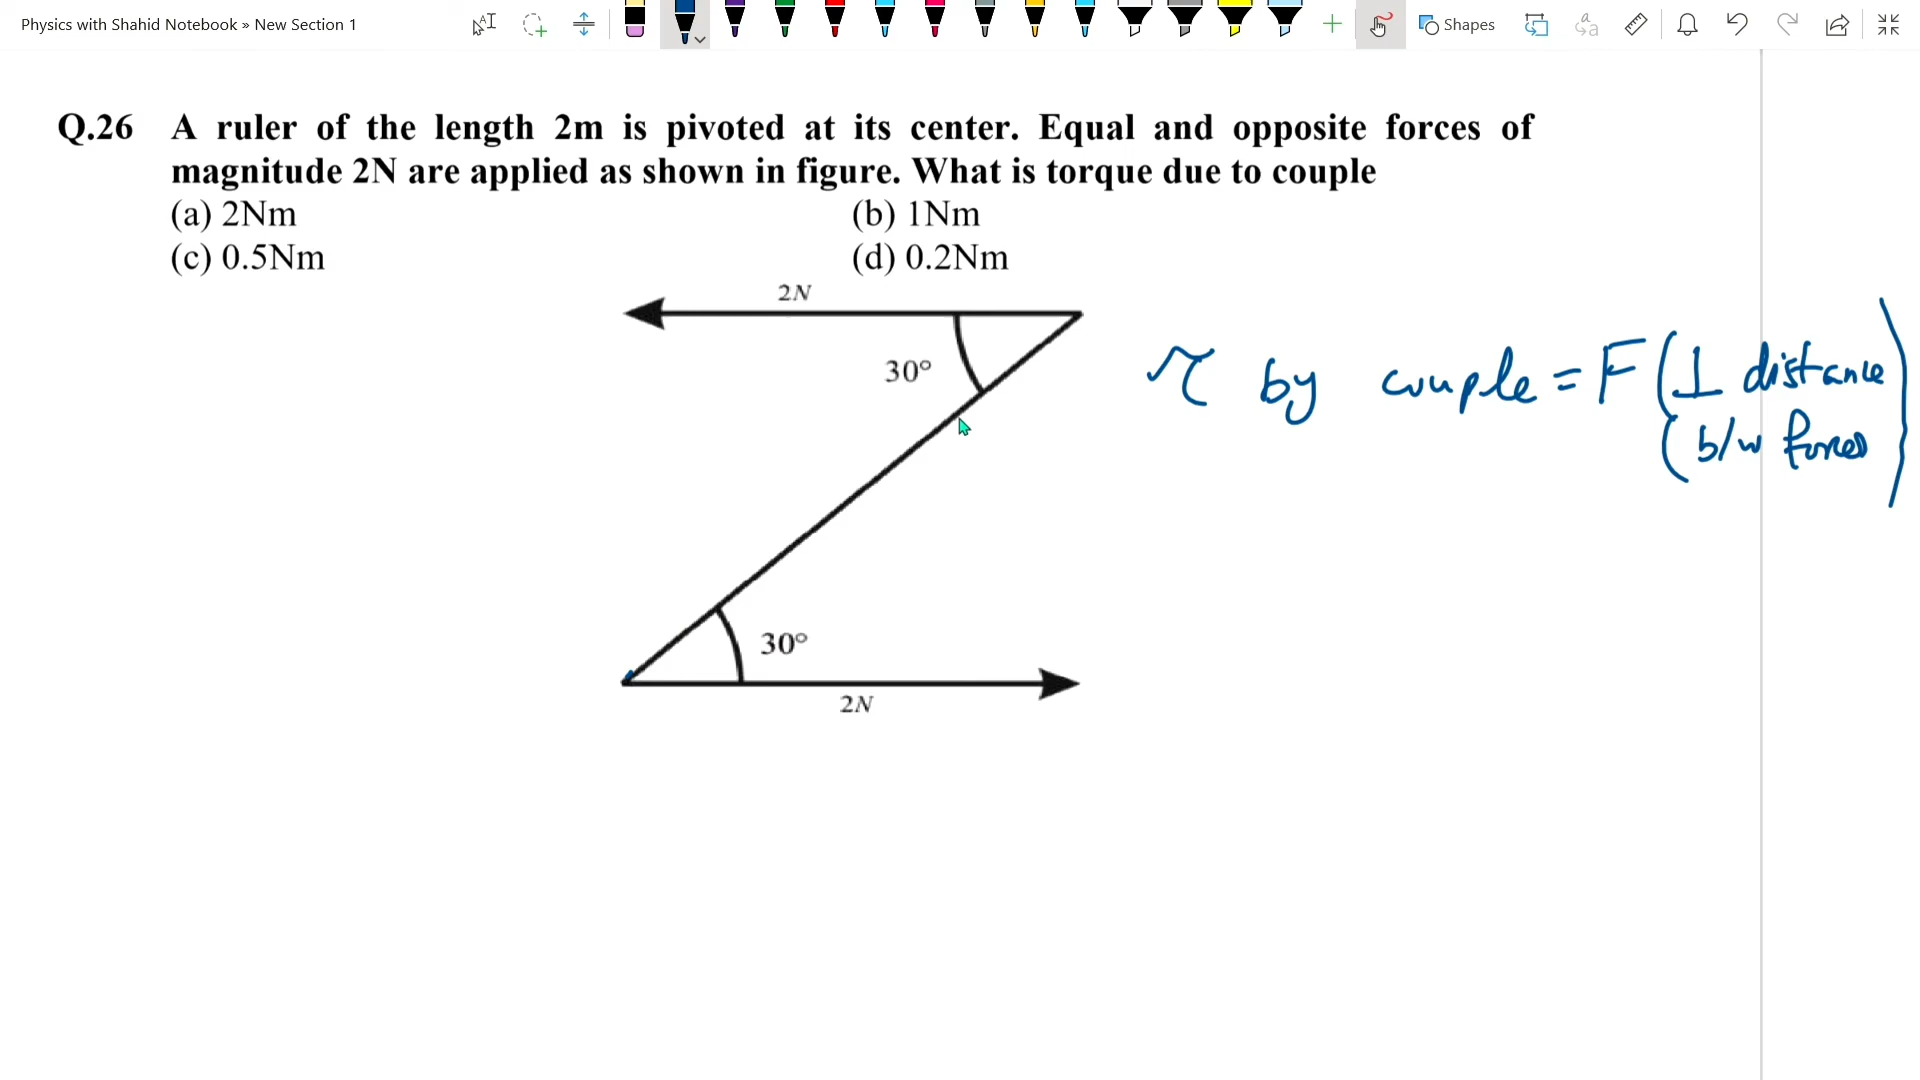 Physics with Shahid Notebook » New Section 1
Shapes
Q.26 A ruler of the length 2m is pivoted at its center. Equal and opposite forces of
magnitude 2N are applied as shown in figure. What is torque due to couple
(a) 2Nm (b) 1Nm
(c) 0.5Nm (d) 0.2Nm
2N
30°
τ by couple = F (⊥ distance
b/w forces)
30°
2N